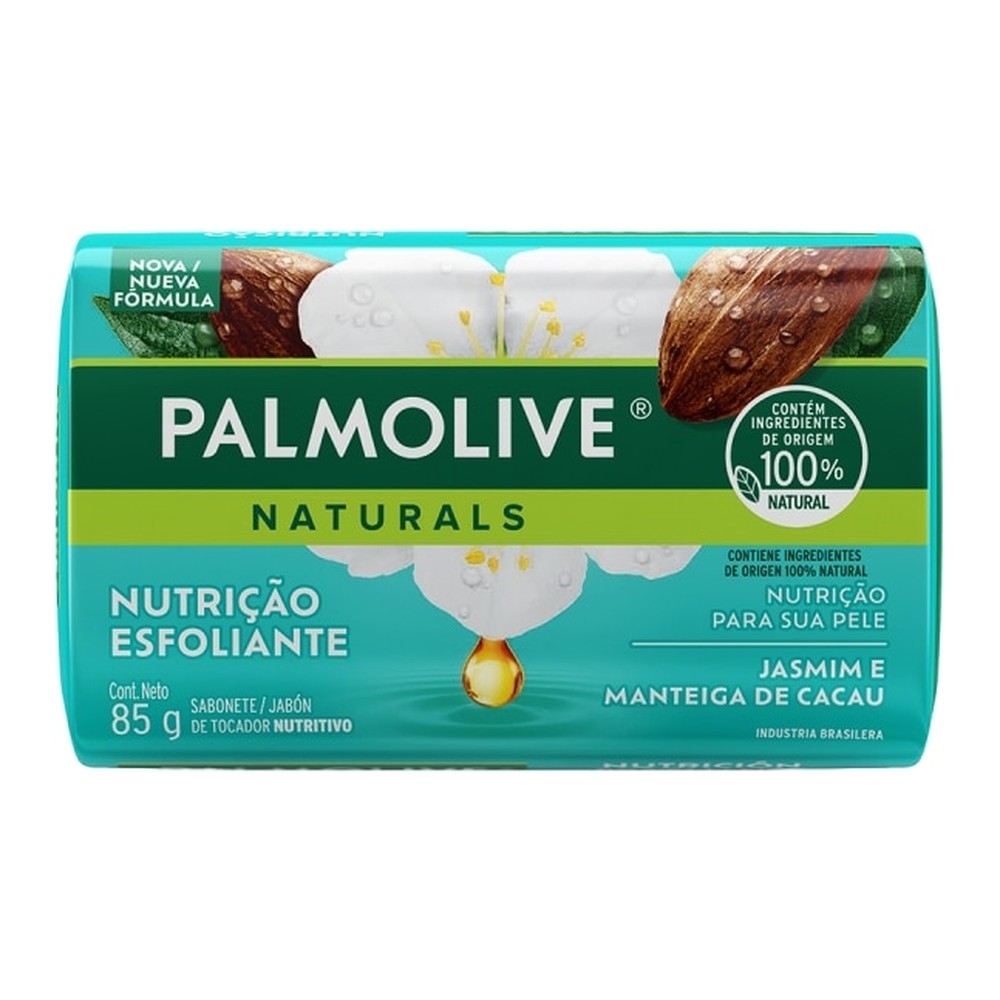 NOVA /
NUEVA
FÓRMULA
PALMOLIVE®
NATURALS
CONTÉM
INGREDIENTES
DE ORIGEM
100%
NATURAL
CONTIENE INGREDIENTES
DE ORIGEN 100% NATURAL
NUTRIÇÃO
ESFOLIANTE
NUTRIÇÃO
PARA SUA PELE
JASMIM E
MANTEIGA DE CACAU
Cont. Neto
85 g
SABONETE / JABÓN
DE TOCADOR NUTRITIVO
INDUSTRIA BRASILERA
NUTRICIÓN